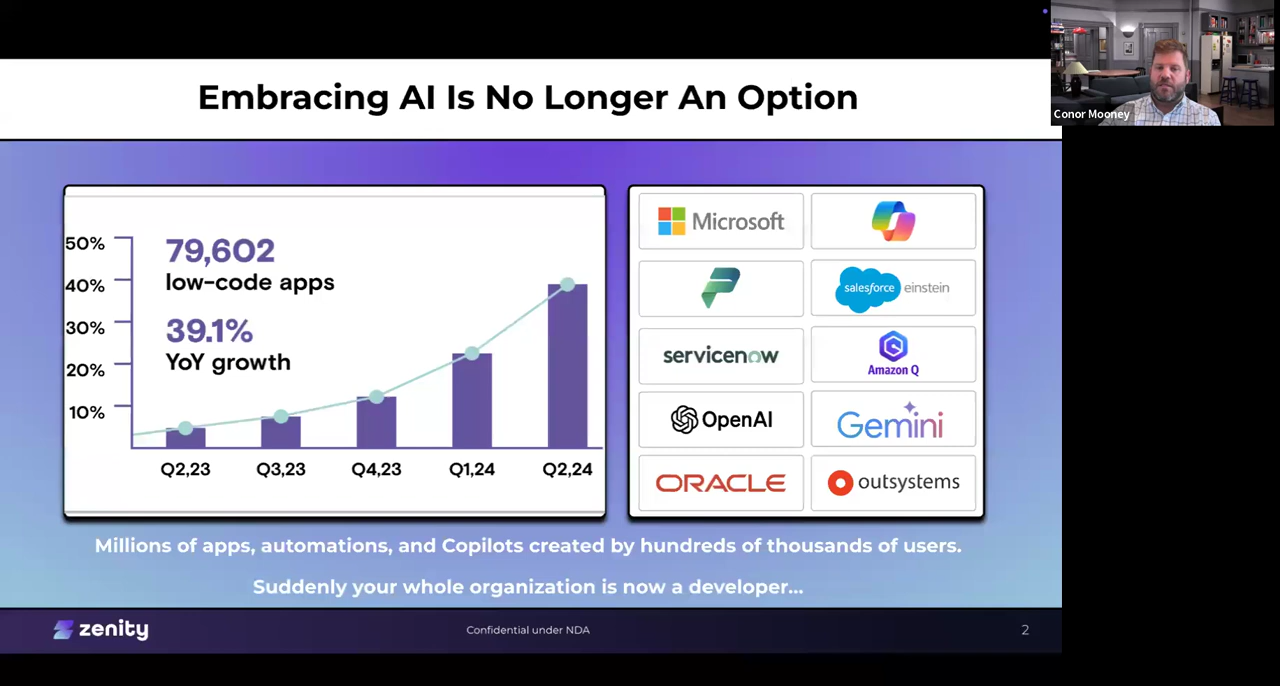 Embracing AI Is No Longer An Option
Conor Mooney
50%
40%
30%
20%
10%
79,602
low-code apps
39.1%
YoY growth
Q2,23
Q3,23
Q4,23
Q1,24
Q2,24
Microsoft
salesforce einstein
servicenow
Amazon Q
OpenAI
Gemini
ORACLE
outsystems
Millions of apps, automations, and Copilots created by hundreds of thousands of users.
Suddenly your whole organization is now a developer...
zenity
Confidential under NDA
2